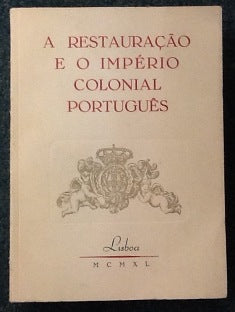 A RESTAURAÇÃO
E O IMPÉRIO
COLONIAL
PORTUGUÊS
Lisboa
MCMXL